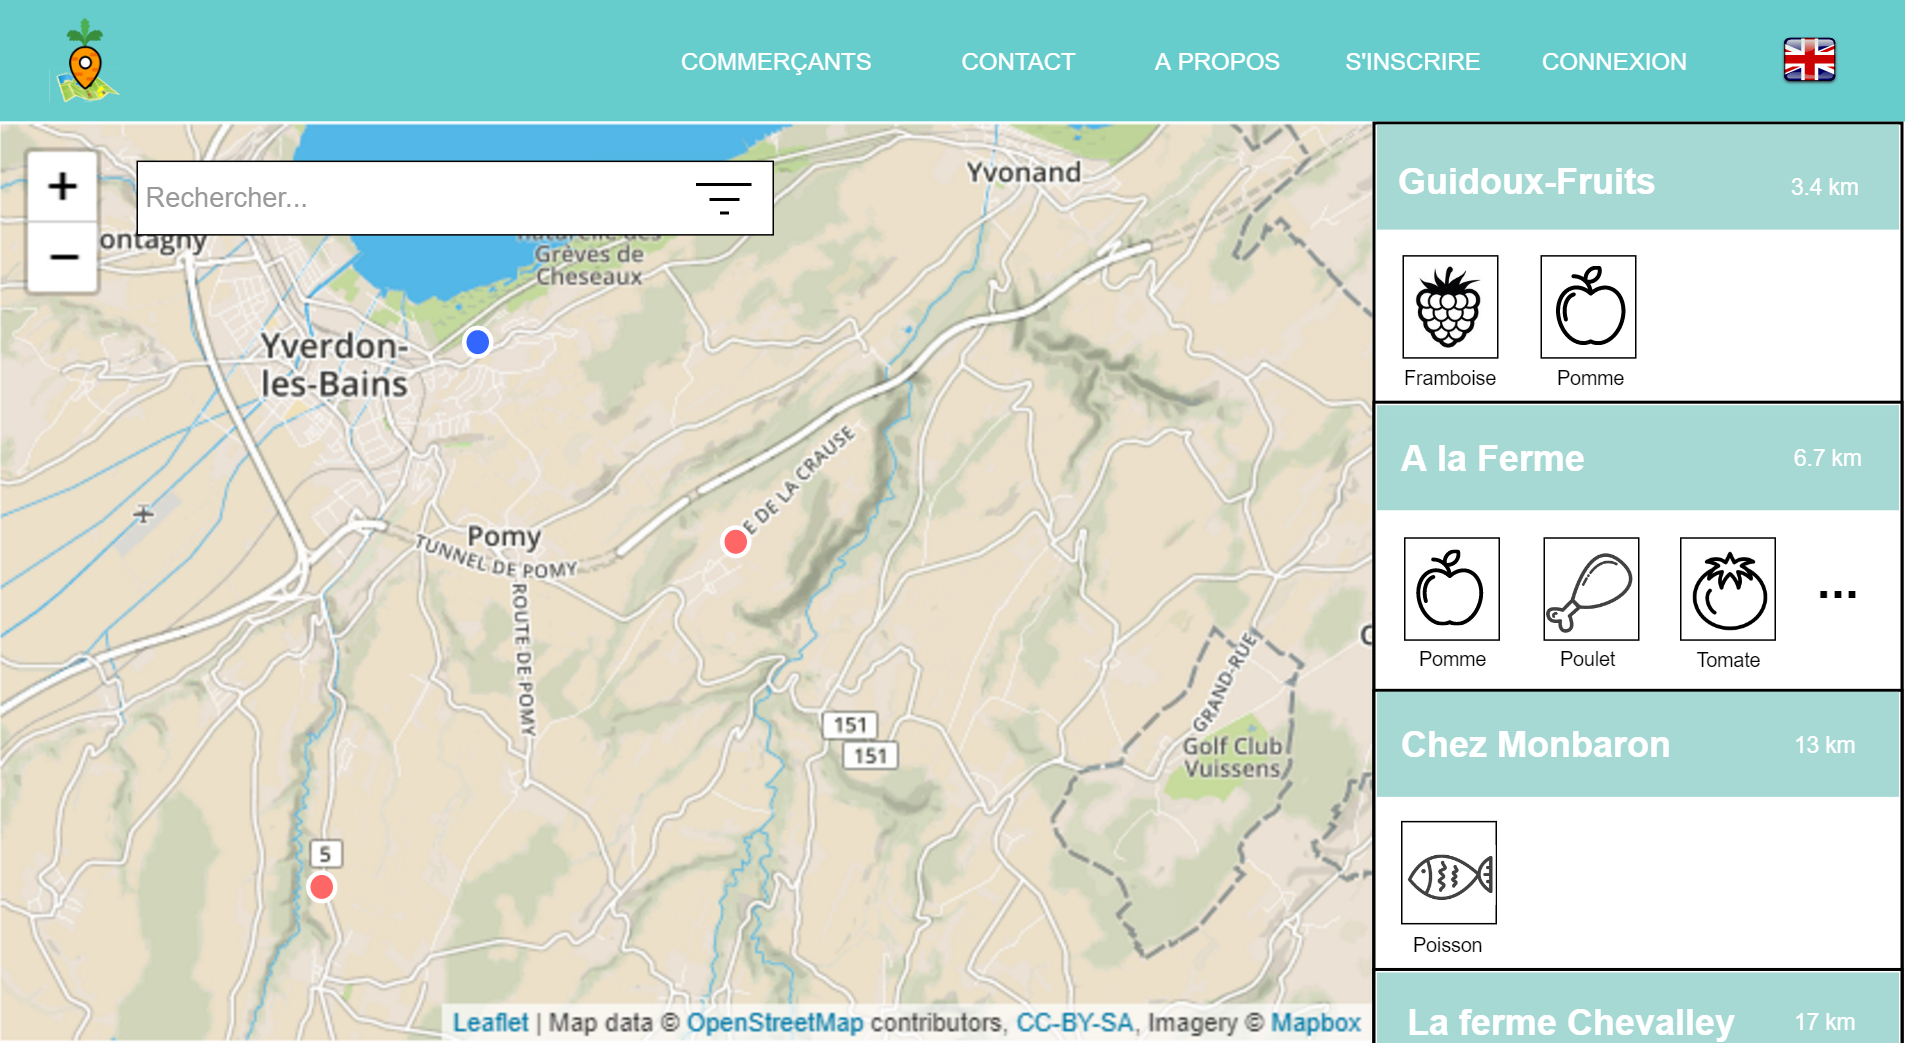 COMMERÇANTS
CONTACT
A PROPOS
S'INSCRIRE
CONNEXION
+
−
Rechercher...
ontagny
naturelle des
Grèves de
Cheseaux
Yvonand
Yverdon-
les-Bains
Pomy
TUNNEL DE POMY
ROUTE DE POMY
E DE LA CRAUSE
GRAND-RUE
Golf Club
Vuissens
151
151
5
Leaflet | Map data © OpenStreetMap contributors, CC-BY-SA, Imagery © Mapbox
Guidoux-Fruits
3.4 km
Framboise
Pomme
A la Ferme
6.7 km
Pomme
Poulet
Tomate
...
Chez Monbaron
13 km
Poisson
La ferme Chevalley
17 km